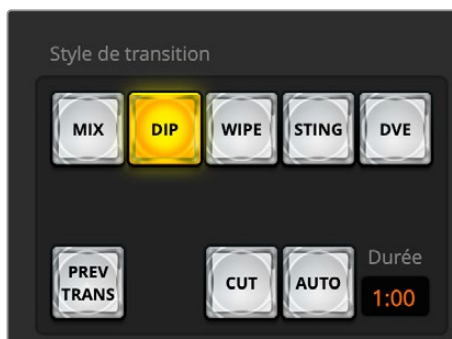 Style de transition
MIX DIP WIPE STING DVE
PREV
TRANS
CUT AUTO
Durée
1:00